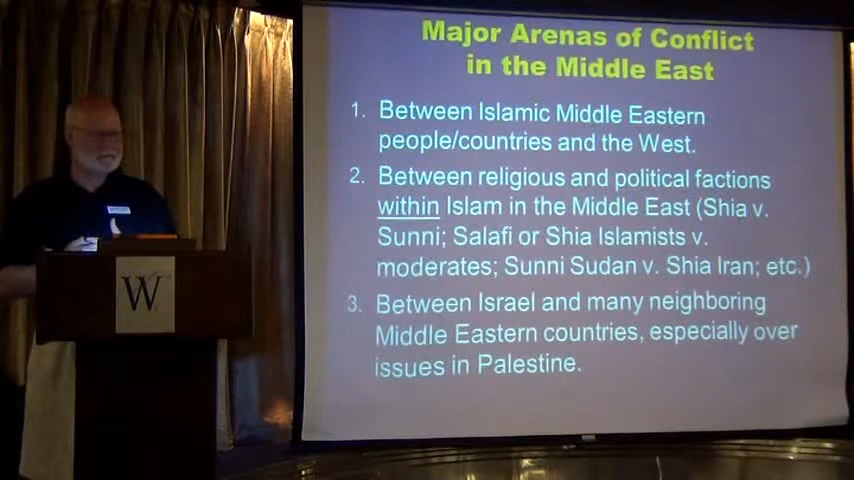 Major Arenas of Conflict
in the Middle East
1. Between Islamic Middle Eastern
people/countries and the West.
2. Between religious and political factions
within Islam in the Middle East (Shia v.
Sunni; Salafi or Shia Islamists v.
moderates; Sunni Sudan v. Shia Iran; etc.)
3. Between Israel and many neighboring
Middle Eastern countries, especially over
issues in Palestine.
W